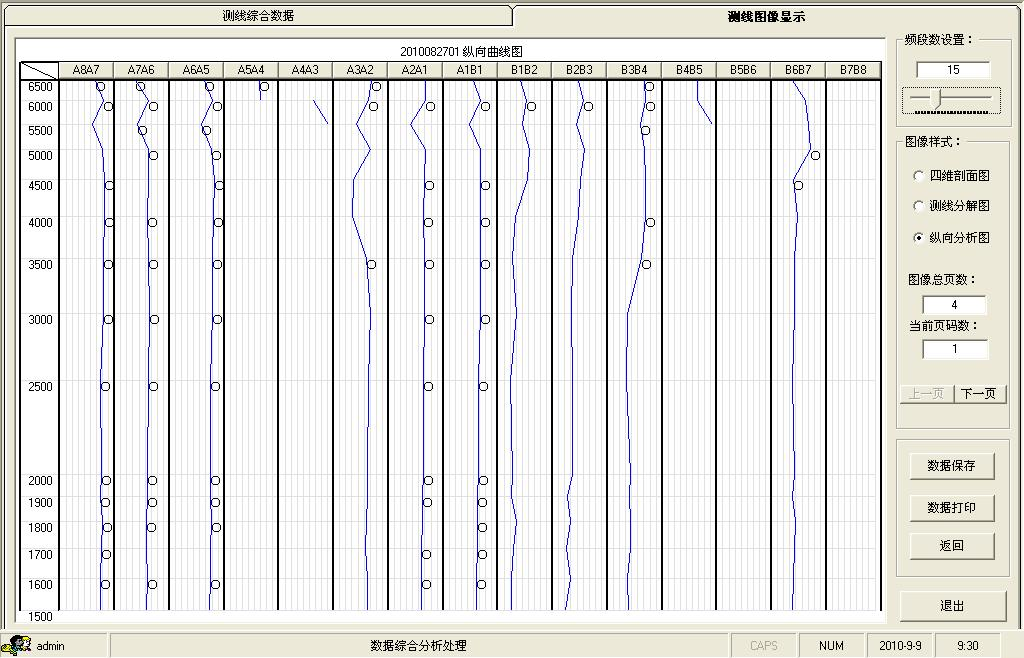 测线综合数据
测线图像显示
2010082701 纵向曲线图
A8A7 A7A6 A6A5 A5A4 A4A3 A3A2 A2A1 A1B1 B1B2 B2B3 B3B4 B4B5 B5B6 B6B7 B7B8
6500
6000
5500
5000
4500
4000
3500
3000
2500
2000
1900
1800
1700
1600
1500
频段数设置：
15
图像样式：
四维剖面图
测线分解图
纵向分析图
图像总页数：
4
当前页码数：
1
上一页 下一页
数据保存
数据打印
返回
退出
admin 数据综合分析处理 CAPS NUM 2010-9-9 9:30